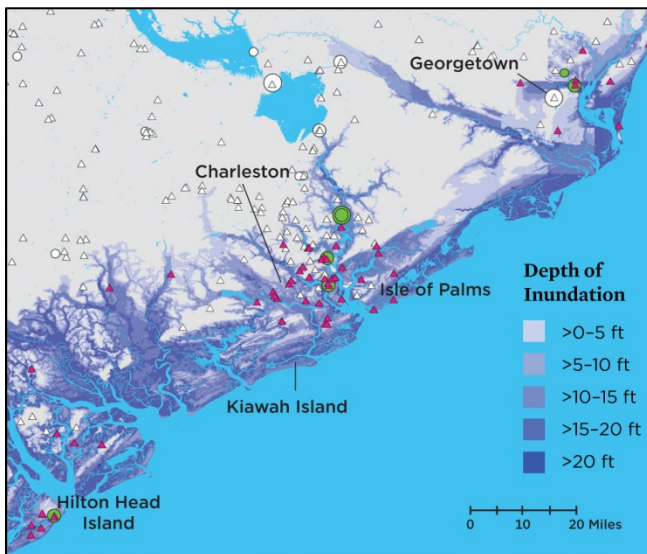 Georgetown
Charleston
Isle of Palms
Kiawah Island
Hilton Head
Island
Depth of
Inundation
>0–5 ft
>5–10 ft
>10–15 ft
>15–20 ft
>20 ft
0 10 20 Miles